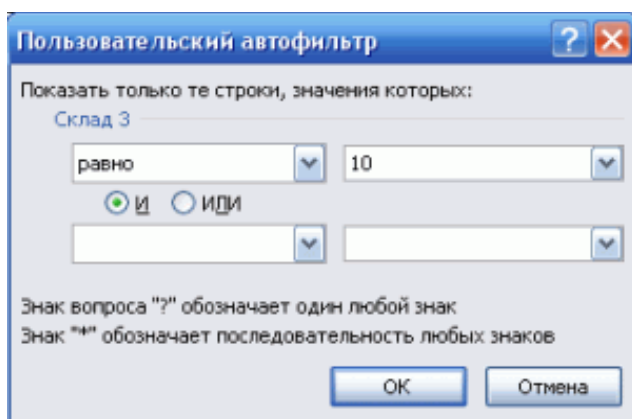 Пользовательский автофильтр
Показать только те строки, значения которых:
Склад 3
равно 10
И ИЛИ
Знак вопроса "?" обозначает один любой знак
Знак "*" обозначает последовательность любых знаков
ОК Отмена